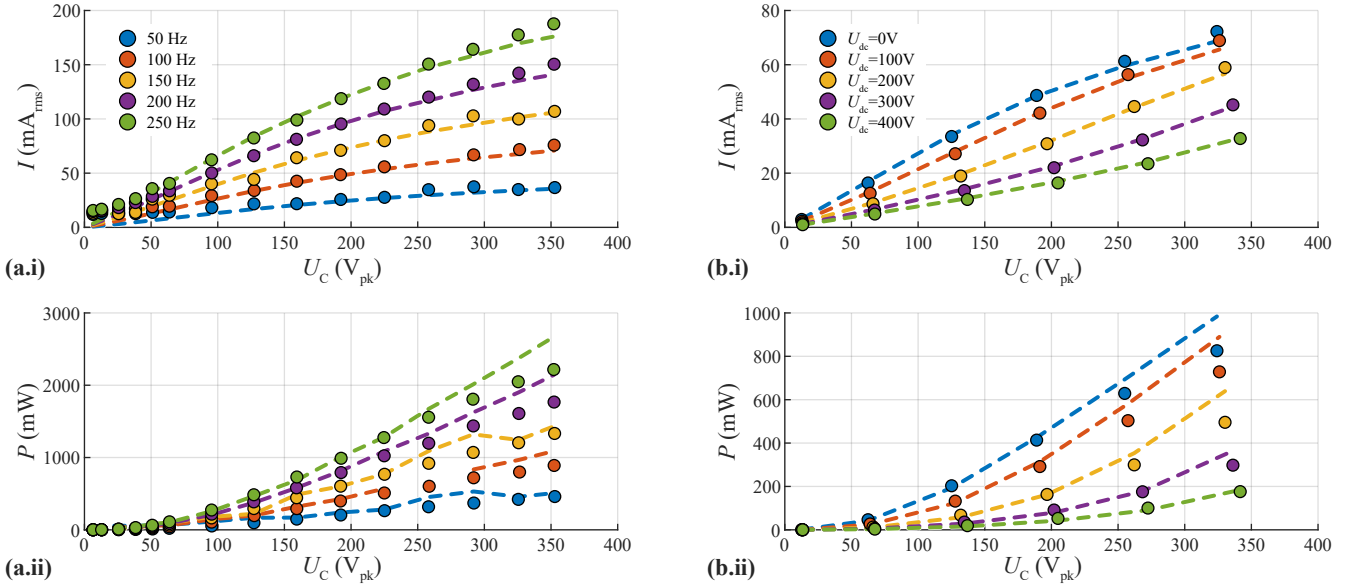 200
150
100
50
0
I (mA_rms)
50 Hz
100 Hz
150 Hz
200 Hz
250 Hz
0 50 100 150 200 250 300 350 400
U_C (V_pk)
(a.i)
80
60
40
20
0
I (mA_rms)
U_dc=0V
U_dc=100V
U_dc=200V
U_dc=300V
U_dc=400V
0 50 100 150 200 250 300 350 400
U_C (V_pk)
(b.i)
3000
2000
1000
0
P (mW)
0 50 100 150 200 250 300 350 400
U_C (V_pk)
(a.ii)
1000
800
600
400
200
0
P (mW)
0 50 100 150 200 250 300 350 400
U_C (V_pk)
(b.ii)